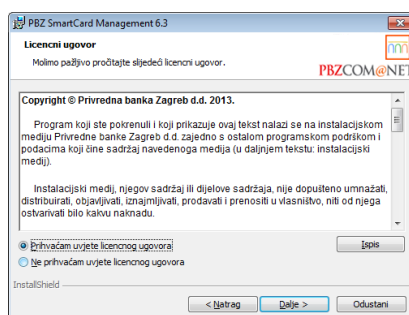 PBZ SmartCard Management 6.3
Licencni ugovor
Molimo pažljivo pročitajte slijedeći licencni ugovor.
PBZCOM@NET
Copyright © Privredna banka Zagreb d.d. 2013.
Program koji ste pokrenuli i koji prikazuje ovaj tekst nalazi se na instalacijskom
mediju Privredne banke Zagreb d.d. zajedno s ostalom programskom podrškom i
podacima koji čine sadržaj navedenoga medija (u daljnjem tekstu: instalacijski
medij).
Instalacijski medij, njegov sadržaj ili dijelove sadržaja, nije dopušteno umnažati,
distribuirati, objavljivati, iznajmljivati, prodavati i prenositi u vlasništvo, niti od njega
ostvarivati bilo kakvu naknadu.
Prihvaćam uvjete licencnog ugovora
Ispis
Ne prihvaćam uvjete licencnog ugovora
InstallShield
< Natrag
Dalje >
Odustani